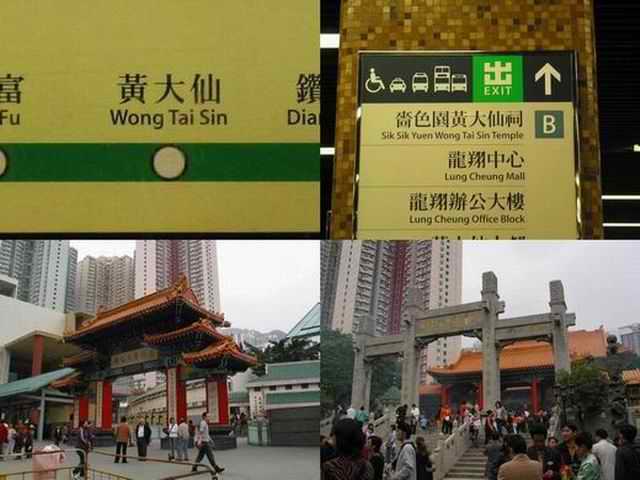 富
Fu
黃大仙
Wong Tai Sin
鑽
Dian
出
EXIT
嗇色園黃大仙祠
Sik Sik Yuen Wong Tai Sin Temple
B
龍翔中心
Lung Cheung Mall
龍翔辦公大樓
Lung Cheung Office Block